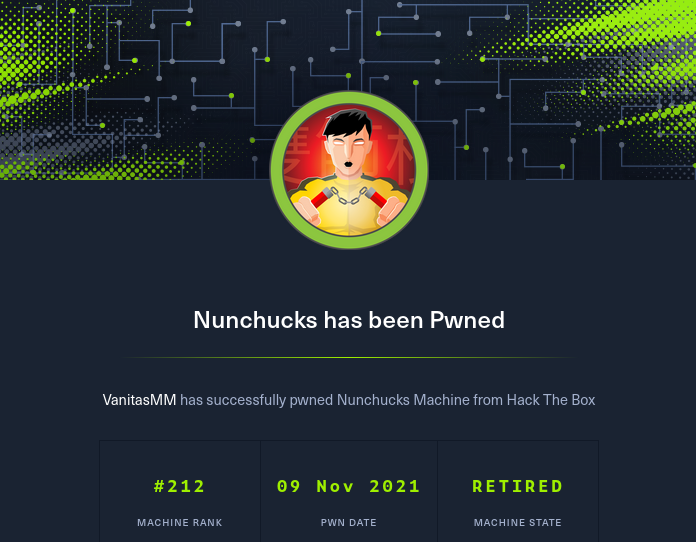 Nunchucks has been Pwned
VanitasMM has successfully pwned Nunchucks Machine from Hack The Box
#212 09 Nov 2021 RETIRED
MACHINE RANK PWN DATE MACHINE STATE